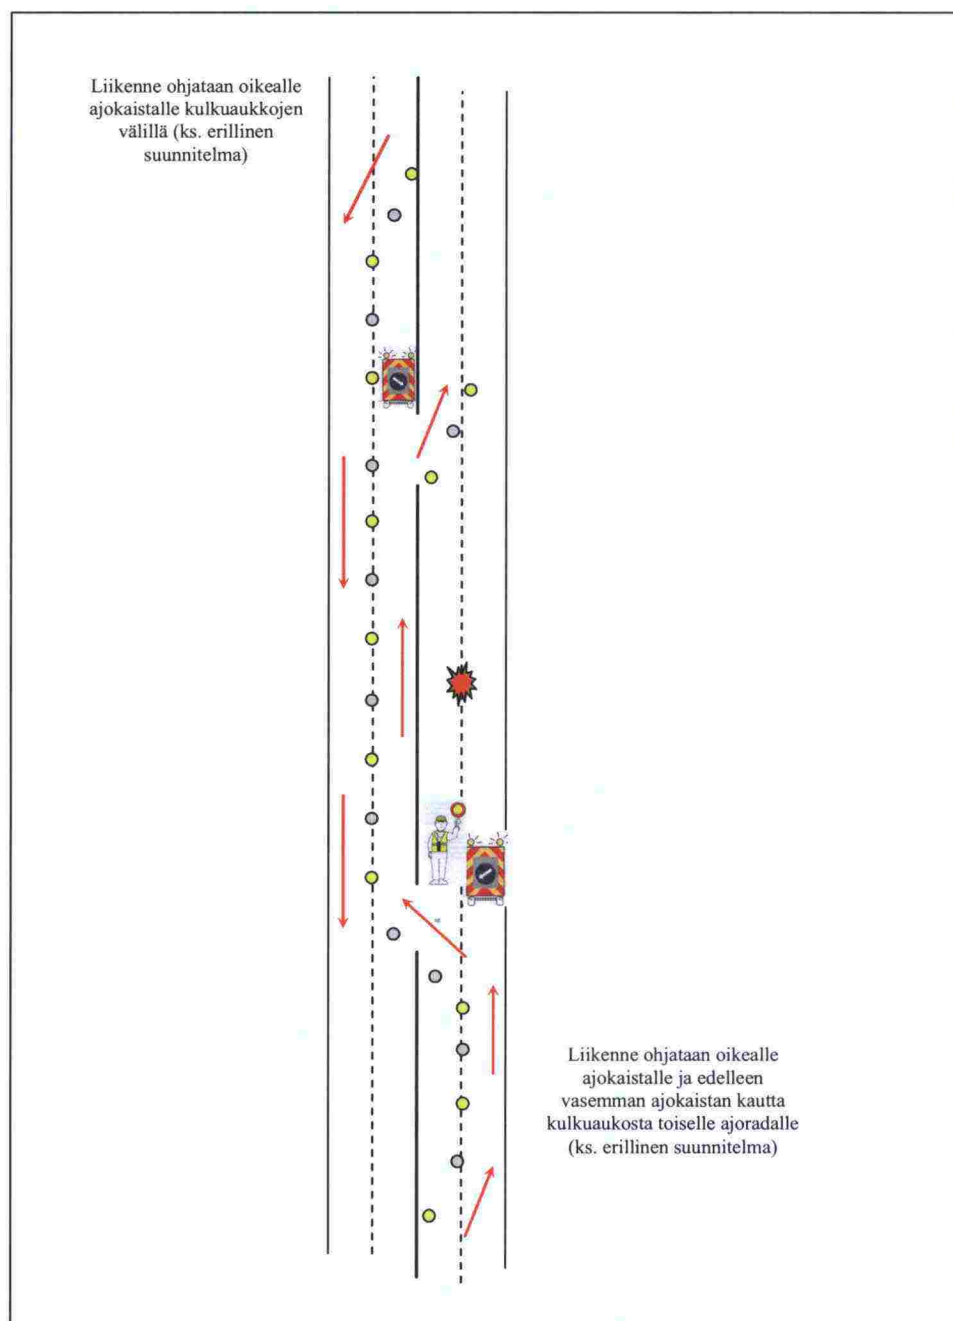 Liikenne ohjataan oikealle
ajokaistalle kulkuaukkojen
välillä (ks. erillinen
suunnitelma)
Liikenne ohjataan oikealle
ajokaistalle ja edelleen
vasemman ajokaistan kautta
kulkuaukosta toiselle ajoradalle
(ks. erillinen suunnitelma)